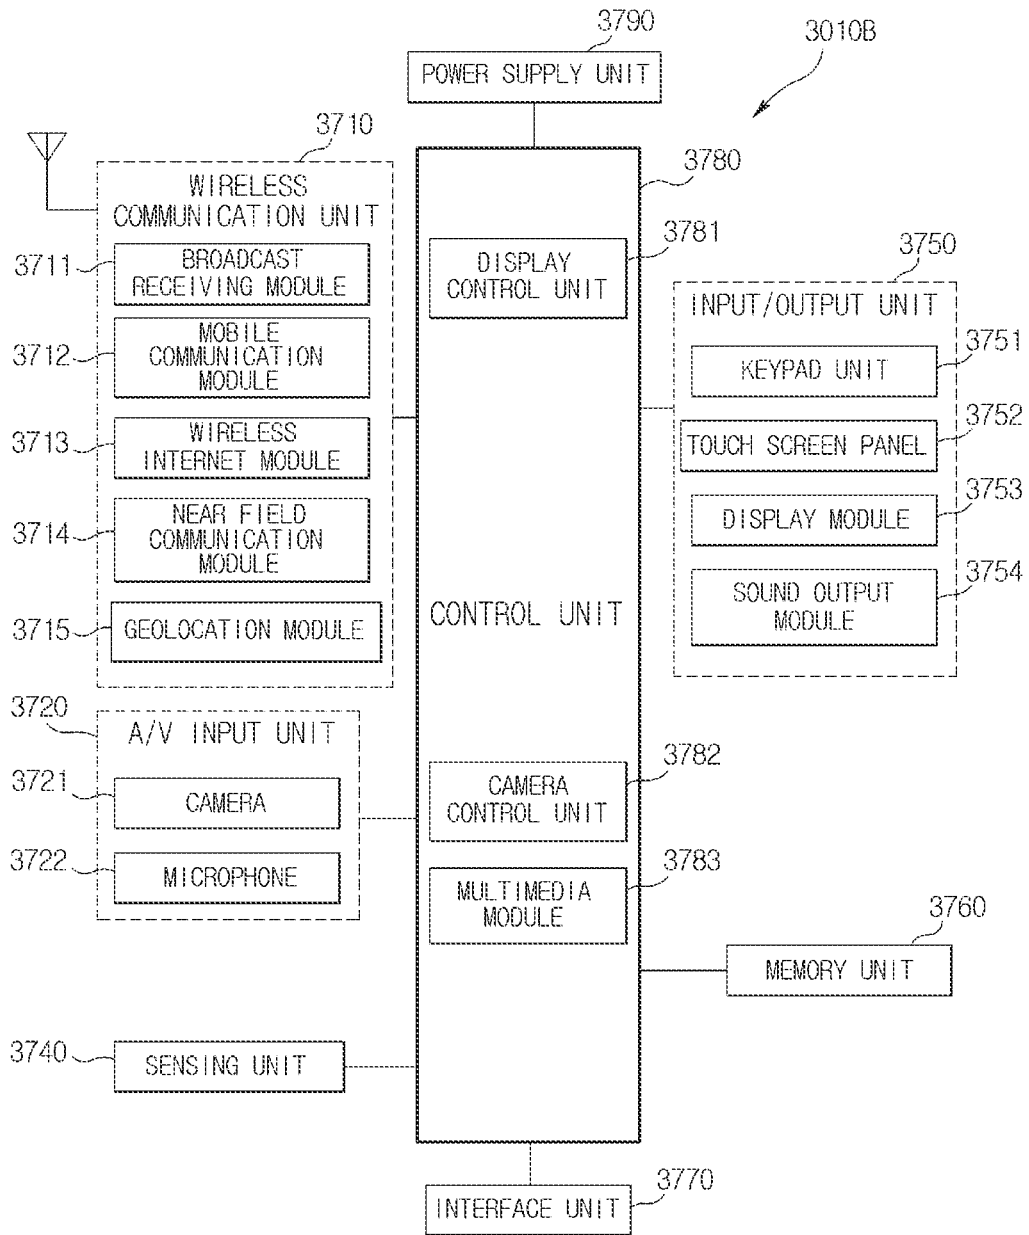 3790
3010B
POWER SUPPLY UNIT
3710
WIRELESS
COMMUNICATION UNIT
3711
BROADCAST
RECEIVING MODULE
3712
MOBILE
COMMUNICATION
MODULE
3713
WIRELESS
INTERNET MODULE
3714
NEAR FIELD
COMMUNICATION
MODULE
3715
GEOLOCATION MODULE
3720
A/V INPUT UNIT
3721
CAMERA
3722
MICROPHONE
3740
SENSING UNIT
3780
3781
DISPLAY
CONTROL UNIT
CONTROL UNIT
3782
CAMERA
CONTROL UNIT
3783
MULTIMEDIA
MODULE
3750
INPUT/OUTPUT UNIT
3751
KEYPAD UNIT
3752
TOUCH SCREEN PANEL
3753
DISPLAY MODULE
3754
SOUND OUTPUT
MODULE
3760
MEMORY UNIT
3770
INTERFACE UNIT